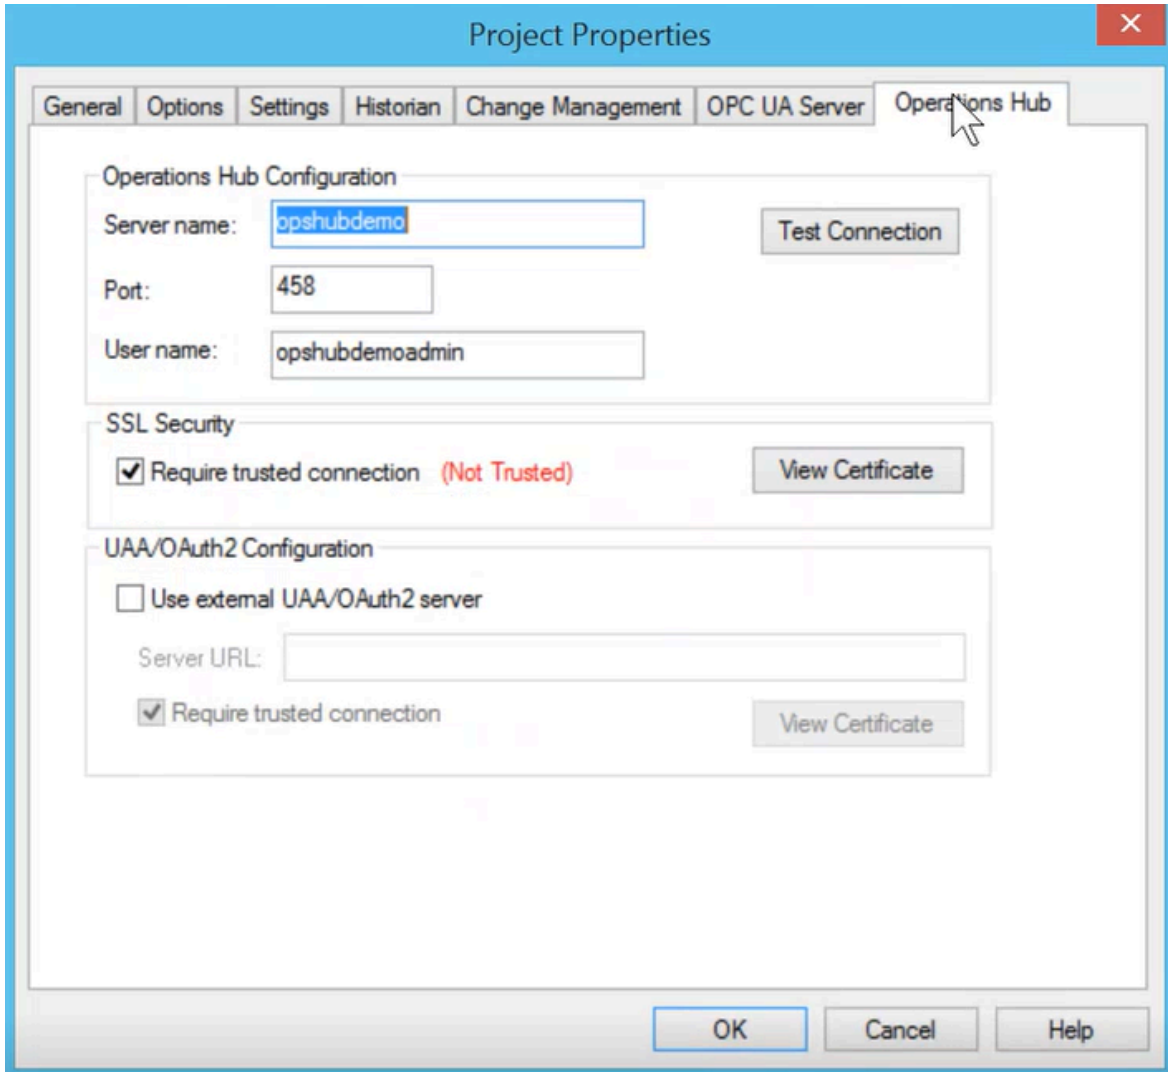 Project Properties
General Options Settings Historian Change Management OPC UA Server Operations Hub
Operations Hub Configuration
Server name: opshubdemo Test Connection
Port: 458
User name: opshubdemoadmin
SSL Security
Require trusted connection (Not Trusted) View Certificate
UAA/OAuth2 Configuration
Use external UAA/OAuth2 server
Server URL:
Require trusted connection View Certificate
OK Cancel Help